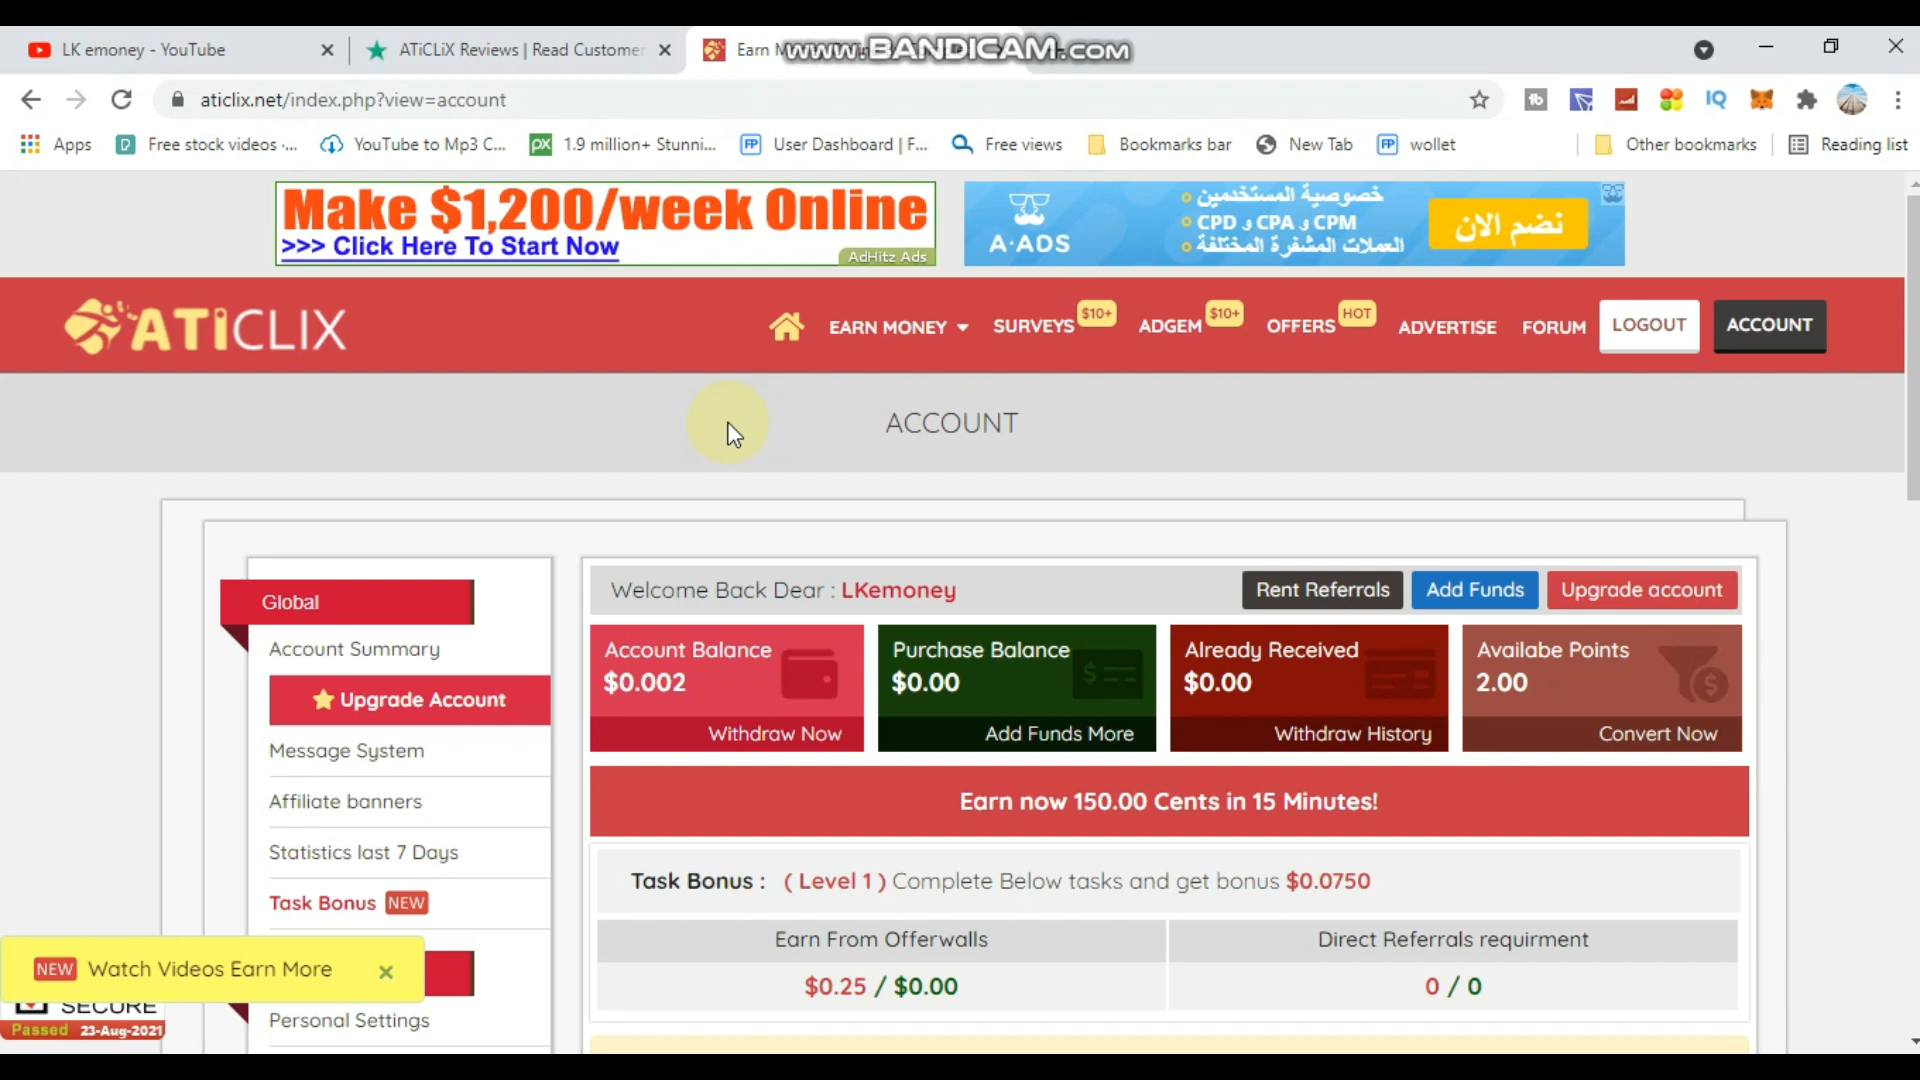 LK emoney - YouTube
ATiCLiX Reviews | Read Customer
Earn
www.BANDICAM.com
aticlix.net/index.php?view=account
Apps
Free stock videos ·...
YouTube to Mp3 C...
1.9 million+ Stunni...
User Dashboard | F...
Free views
Bookmarks bar
New Tab
wollet
Other bookmarks
Reading list
Make $1,200/week Online
>>> Click Here To Start Now
AdHitz Ads
A·ADS
خصوصية المستخدمين
CPM و CPA و CPD
العملات المشفرة المختلفة
نضم الان
ATiCLIX
EARN MONEY
SURVEYS $10+
ADGEM $10+
OFFERS HOT
ADVERTISE
FORUM
LOGOUT
ACCOUNT
ACCOUNT
Global
Account Summary
Upgrade Account
Message System
Affiliate banners
Statistics last 7 Days
Task Bonus NEW
NEW Watch Videos Earn More
SECURE
Passed 23-Aug-2021
Personal Settings
Welcome Back Dear : LKemoney
Rent Referrals
Add Funds
Upgrade account
Account Balance
$0.002
Withdraw Now
Purchase Balance
$0.00
Add Funds More
Already Received
$0.00
Withdraw History
Availabe Points
2.00
Convert Now
Earn now 150.00 Cents in 15 Minutes!
Task Bonus : ( Level 1 ) Complete Below tasks and get bonus $0.0750
Earn From Offerwalls
Direct Referrals requirment
$0.25 / $0.00
0 / 0